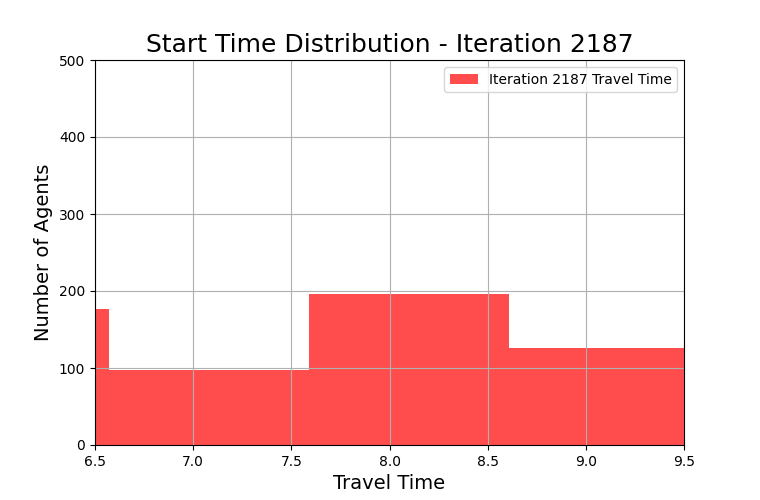 Start Time Distribution - Iteration 2187
500
400
300
200
100
0
Number of Agents
Iteration 2187 Travel Time
6.5 7.0 7.5 8.0 8.5 9.0 9.5
Travel Time